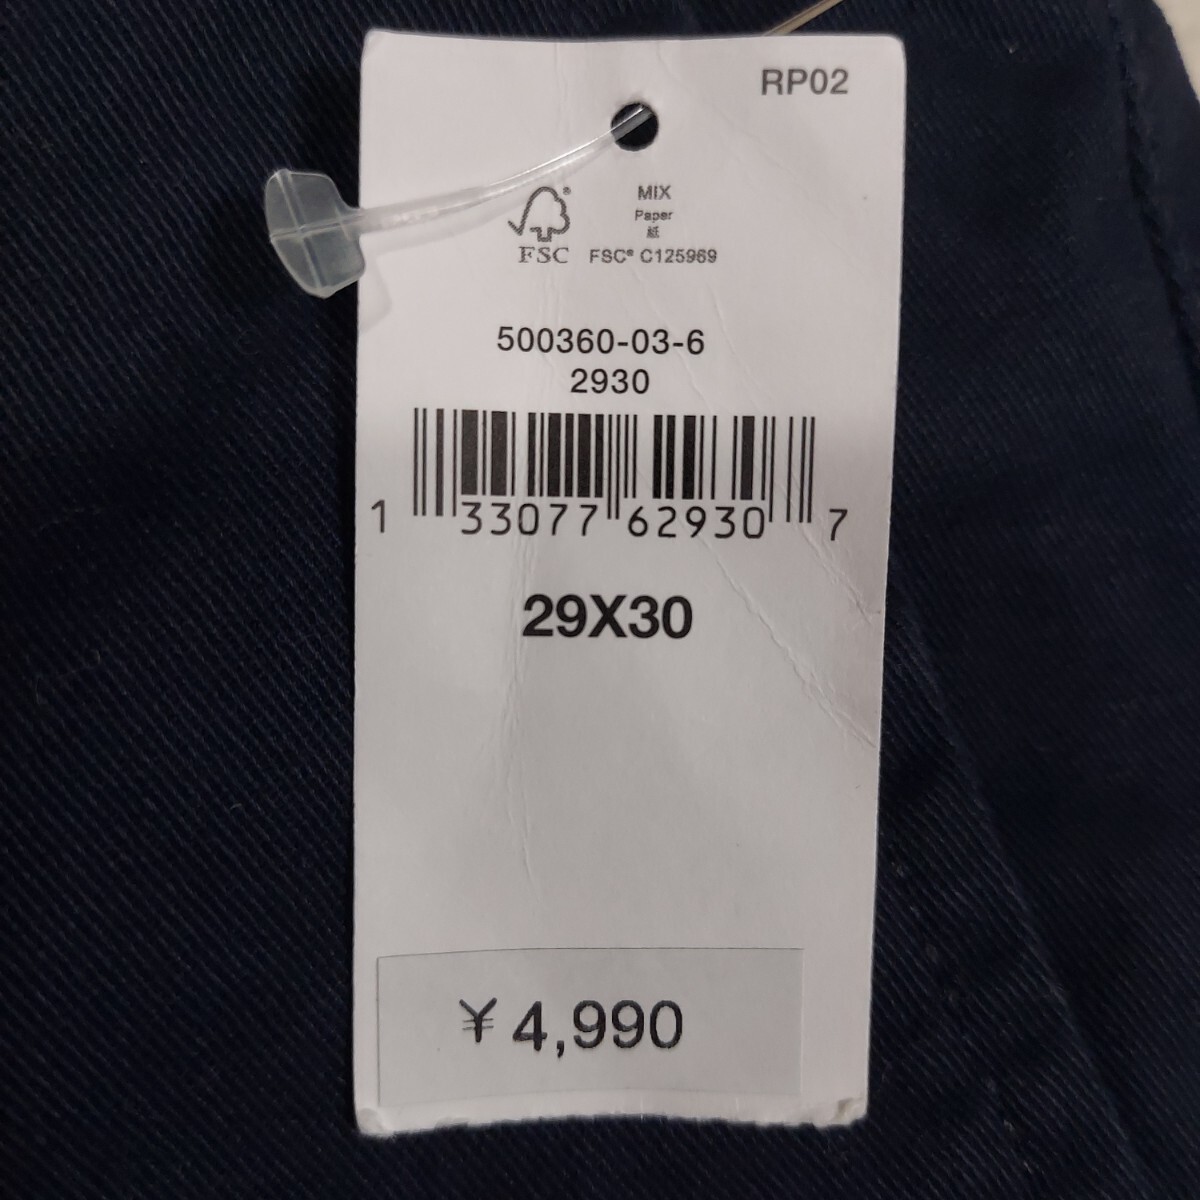 RP02
MIX
Paper
紙
FSC® FSC® C125969
500360-03-6
2930
1 33077 62930 7
29X30
¥4,990